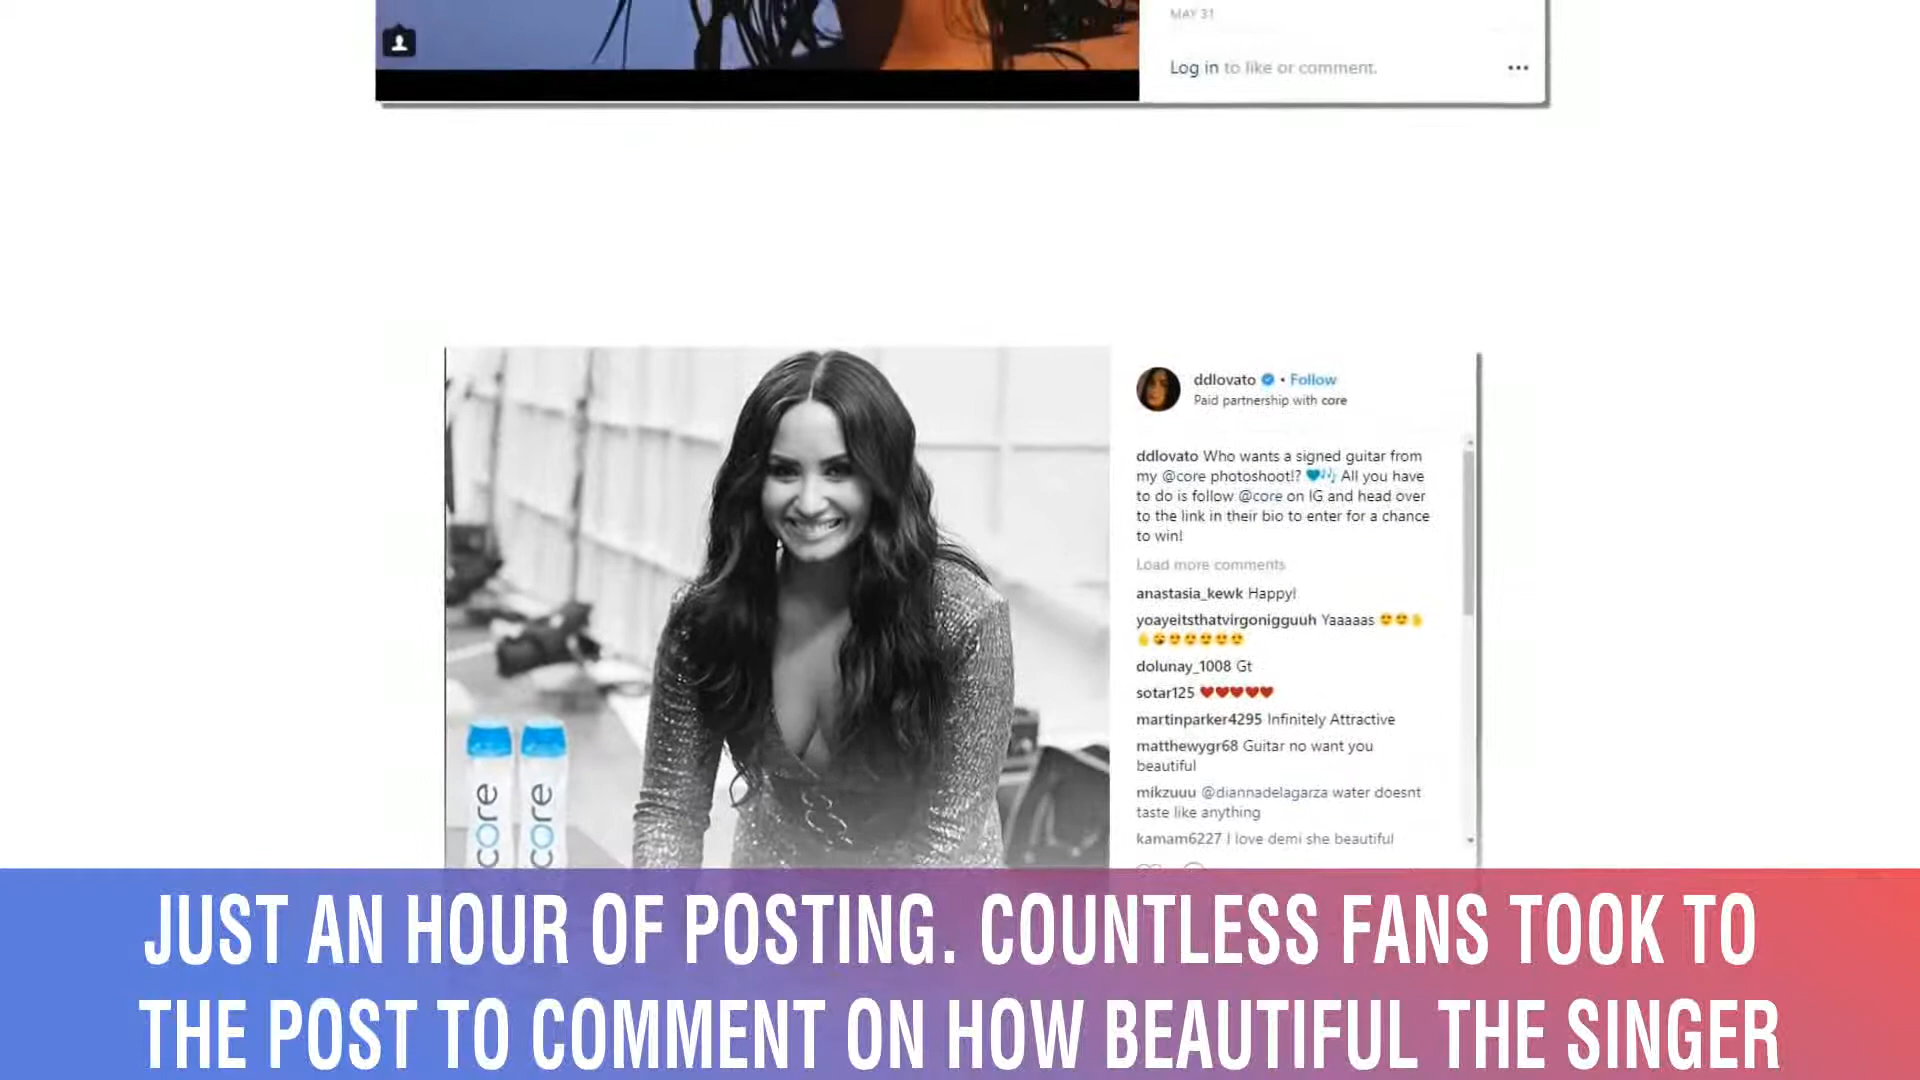 MAY 31
Log in to like or comment.
ddlovato • Follow
Paid partnership with core
ddlovato Who wants a signed guitar from
my @core photoshoot!? 💙🎶 All you have
to do is follow @core on IG and head over
to the link in their bio to enter for a chance
to win!
Load more comments
anastasia_kewk Happy!
yoayeitsthatvirgonigguuh Yaaaaas
dolunay_1008 Gt
sotar125 ❤❤❤❤❤
martinparker4295 Infinitely Attractive
matthewygr68 Guitar no want you
beautiful
mikzuuu @diannadelagarza water doesnt
taste like anything
kamam6227 I love demi she beautiful
core
core
JUST AN HOUR OF POSTING. COUNTLESS FANS TOOK TO
THE POST TO COMMENT ON HOW BEAUTIFUL THE SINGER